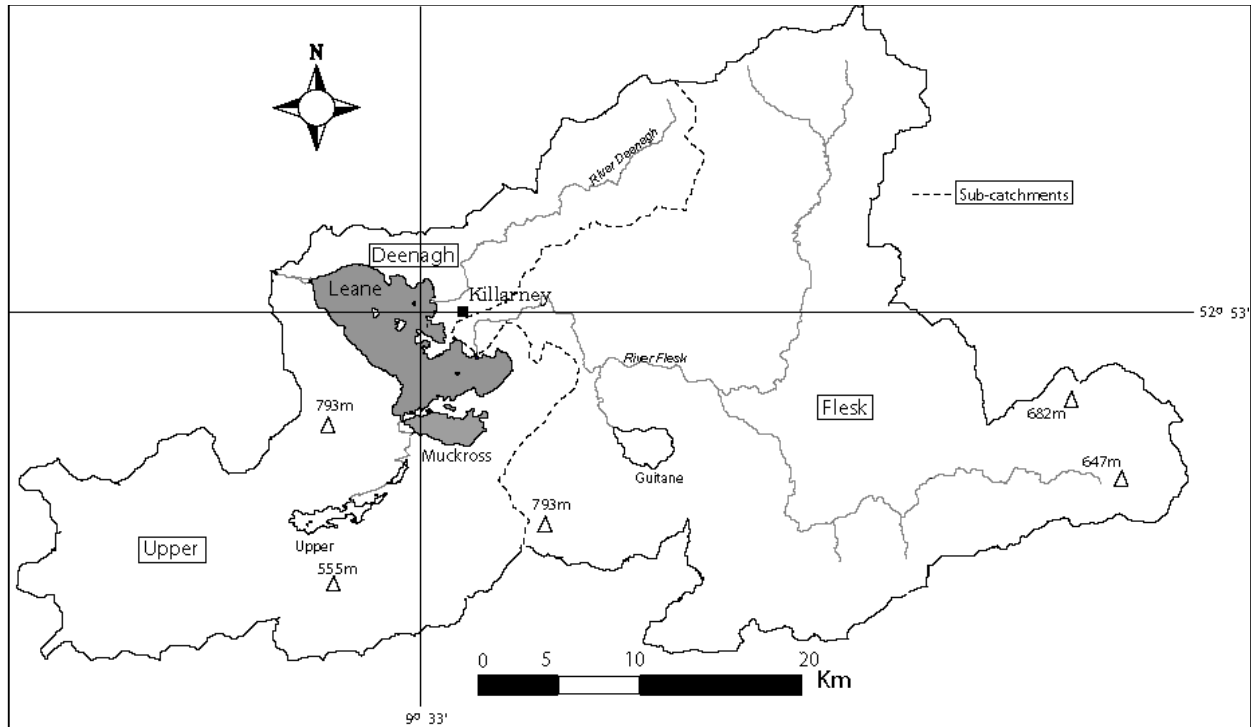 N
River Deenagh
Sub-catchments
Deenagh
Leane
Killarney
52º 53'
River Flesk
793m
Flesk
682m
Muckross
647m
Guitane
793m
Upper
Upper
555m
0 5 10 20
Km
9º 33'